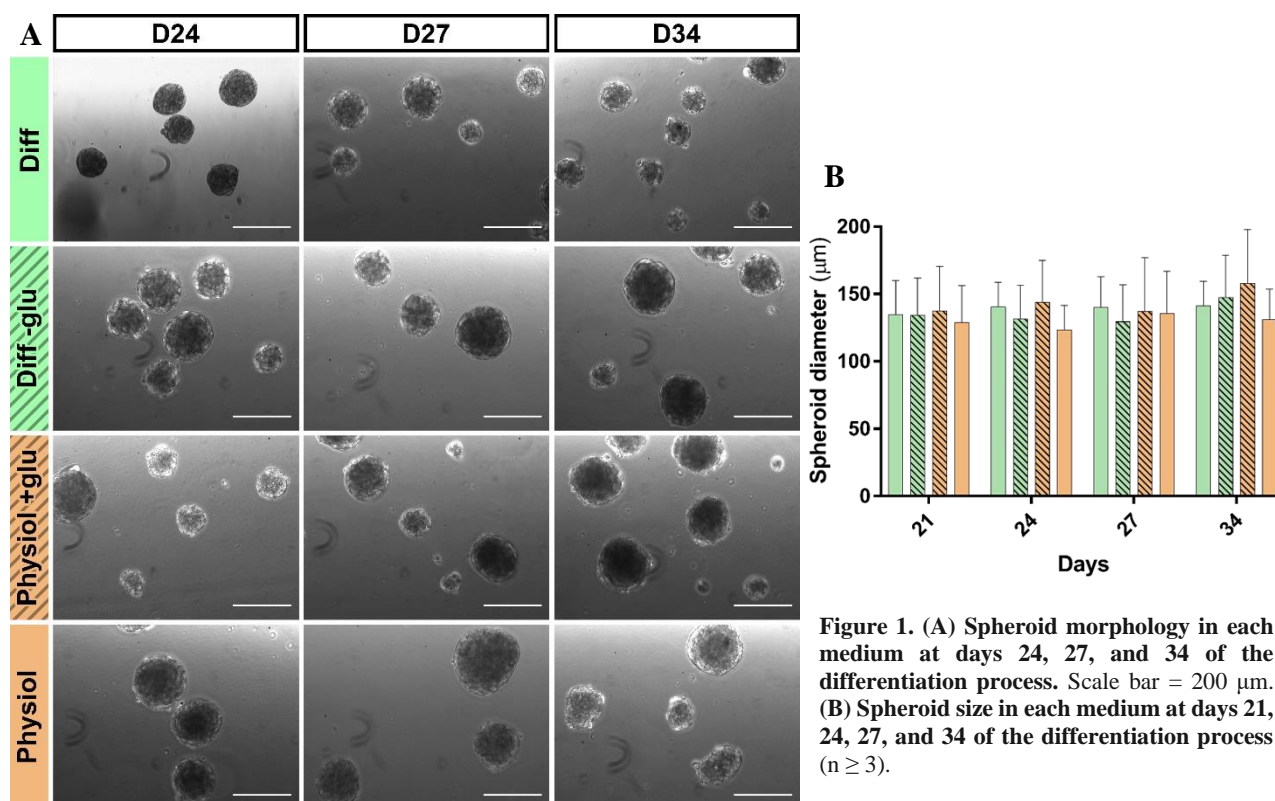 A
D24
D27
D34
Diff
Diff -glu
Physiol +glu
Physiol
B
Spheroid diameter (μm)
200
150
100
50
0
21
24
27
34
Days
Figure 1. (A) Spheroid morphology in each
medium at days 24, 27, and 34 of the
differentiation process. Scale bar = 200 μm.
(B) Spheroid size in each medium at days 21,
24, 27, and 34 of the differentiation process
(n ≥ 3).